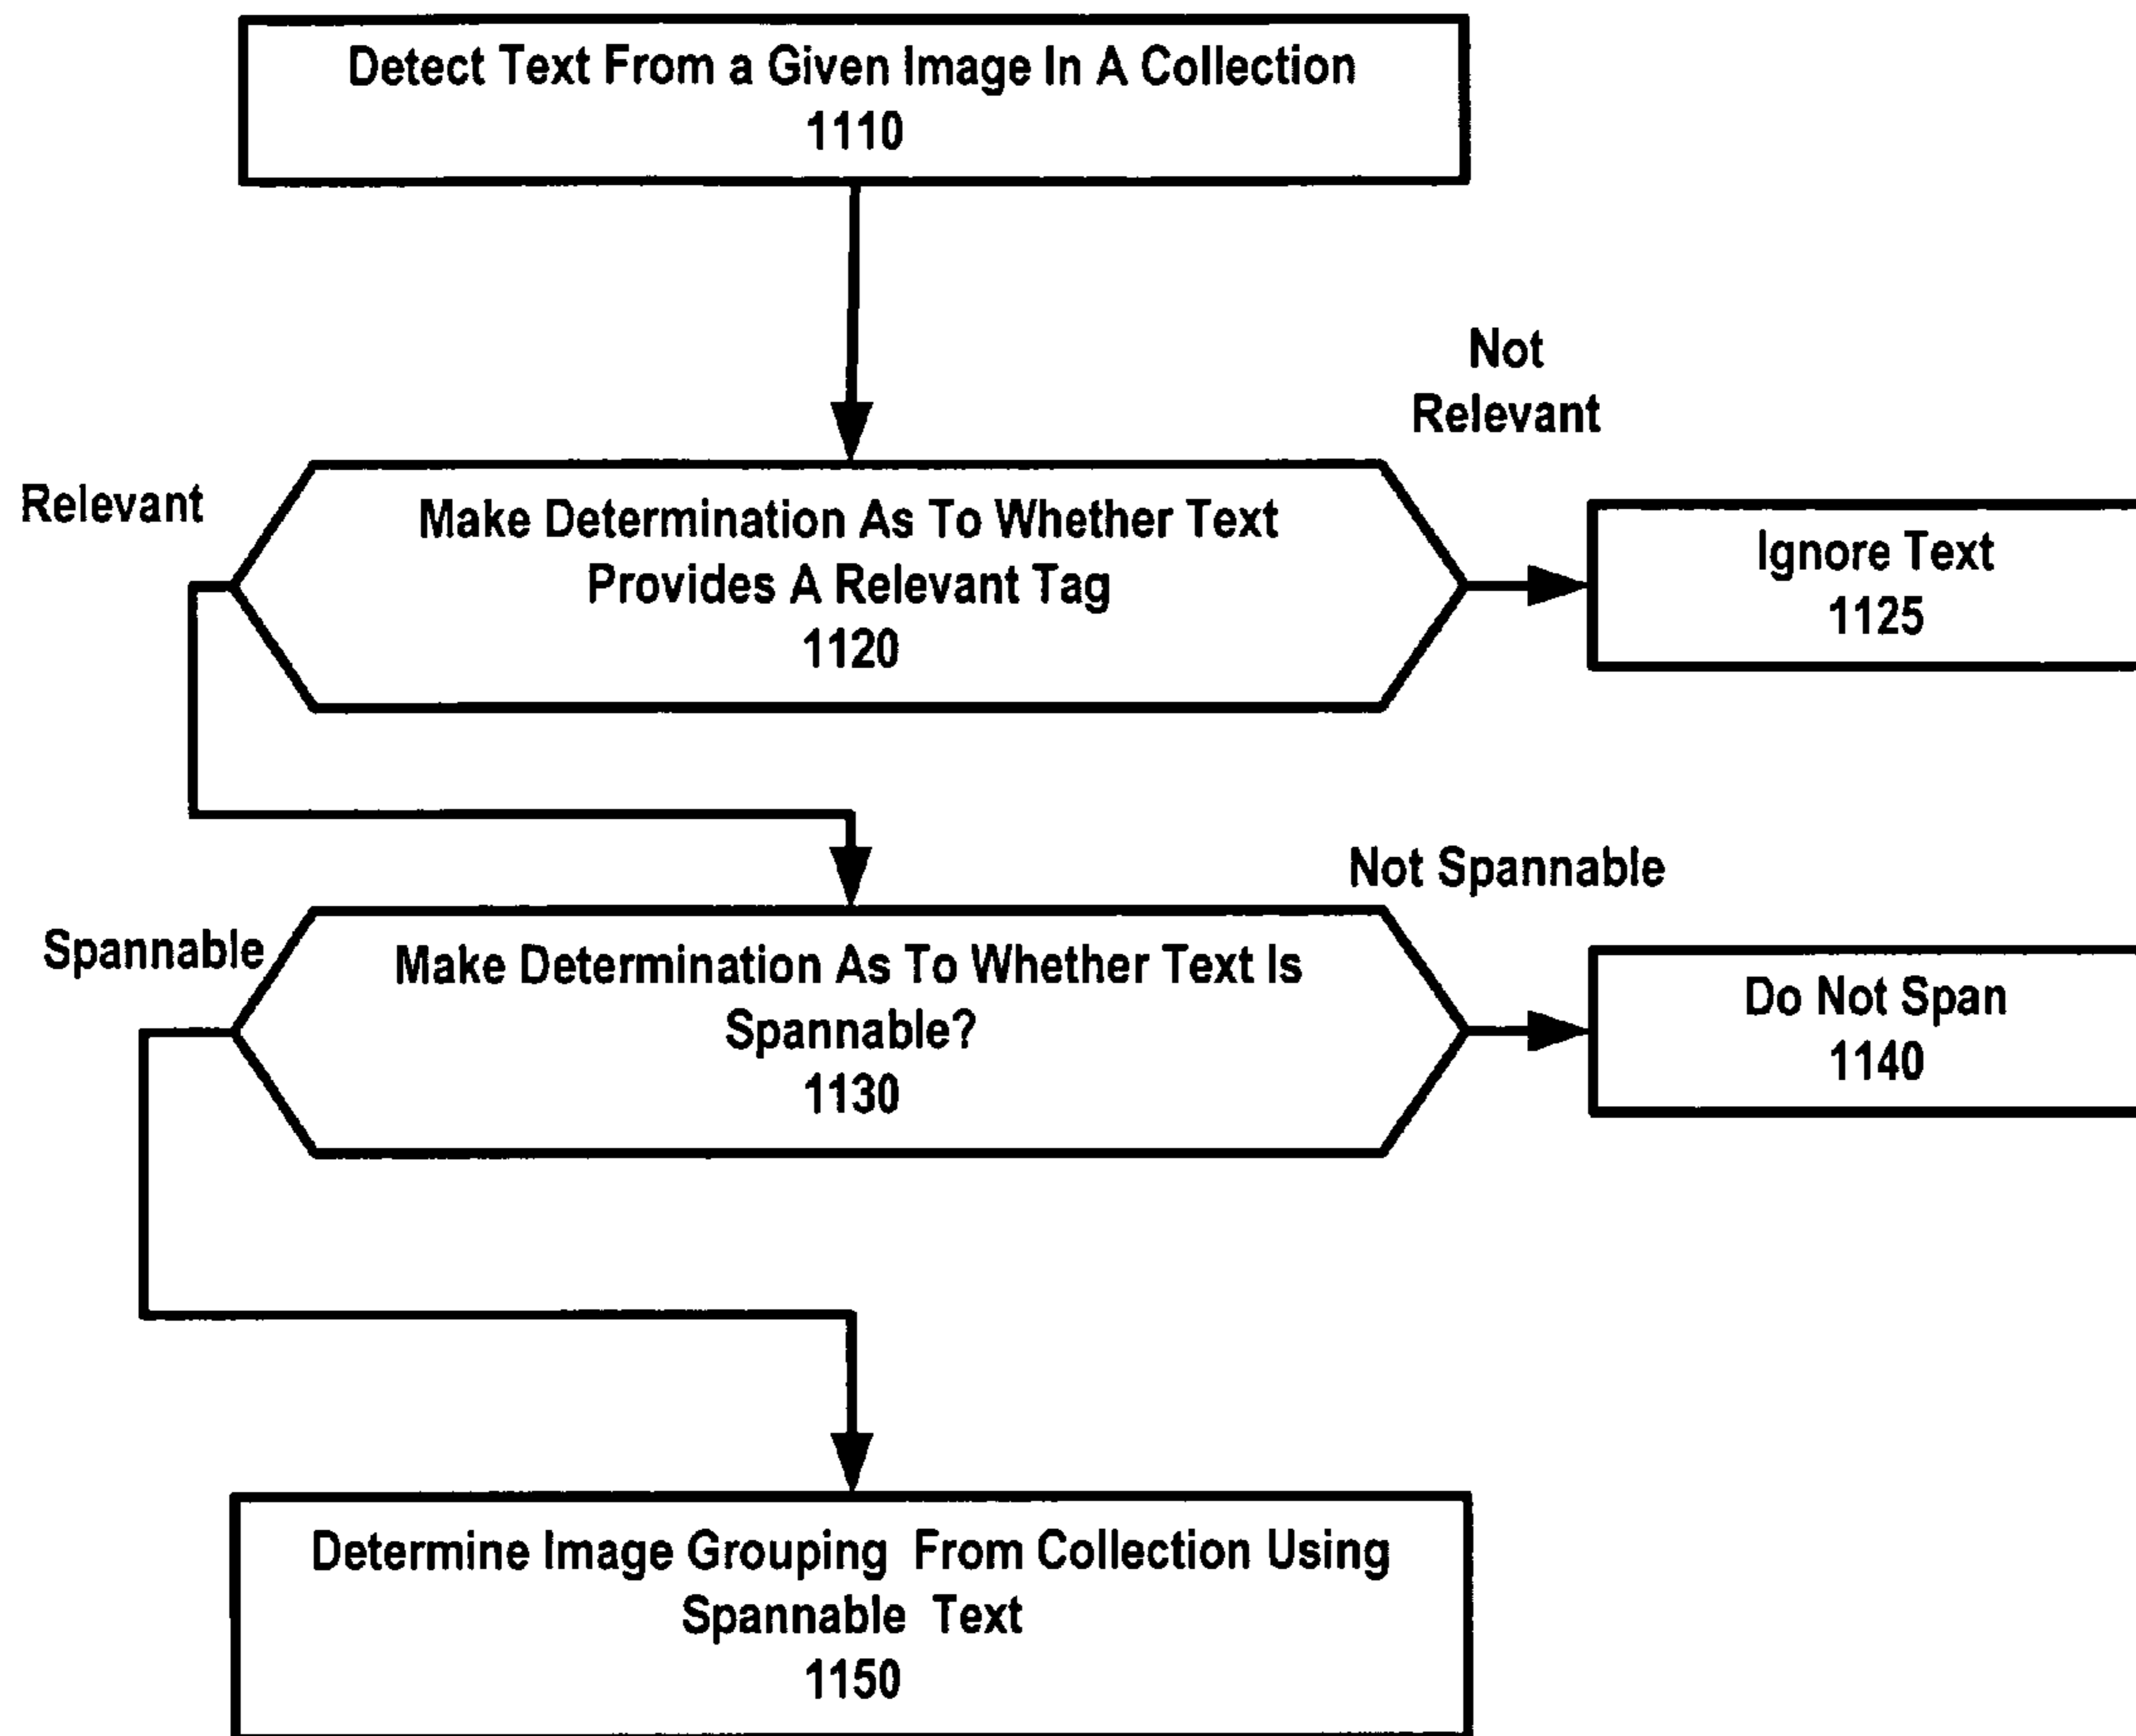 Detect Text From a Given Image In A Collection
1110
Not
Relevant
Relevant
Make Determination As To Whether Text
Provides A Relevant Tag
1120
Ignore Text
1125
Not Spannable
Spannable
Make Determination As To Whether Text Is
Spannable?
1130
Do Not Span
1140
Determine Image Grouping From Collection Using
Spannable Text
1150